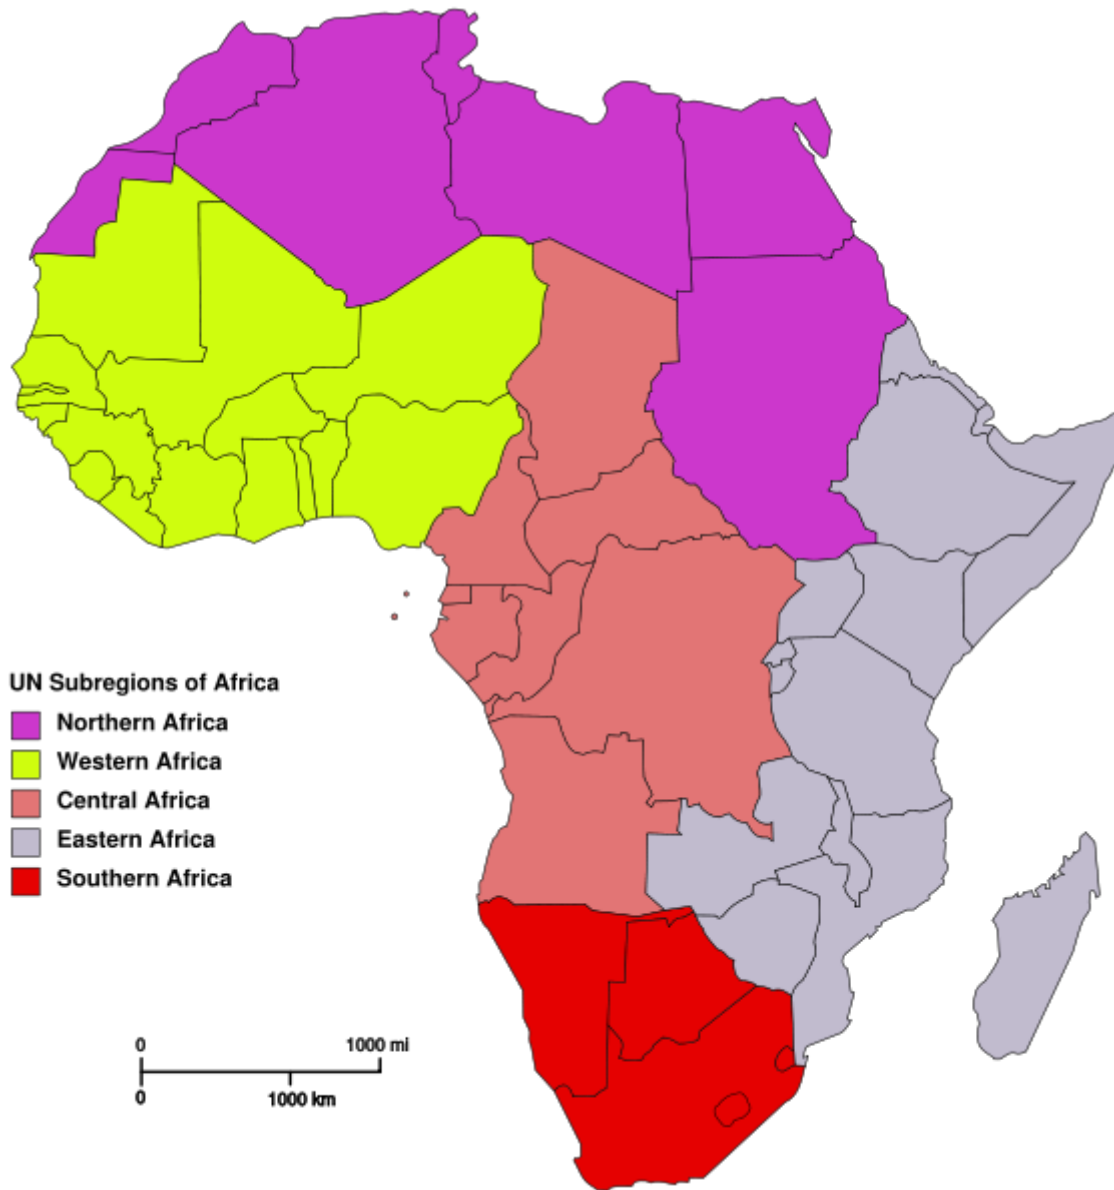 UN Subregions of Africa
Northern Africa
Western Africa
Central Africa
Eastern Africa
Southern Africa
0 1000 mi
0 1000 km